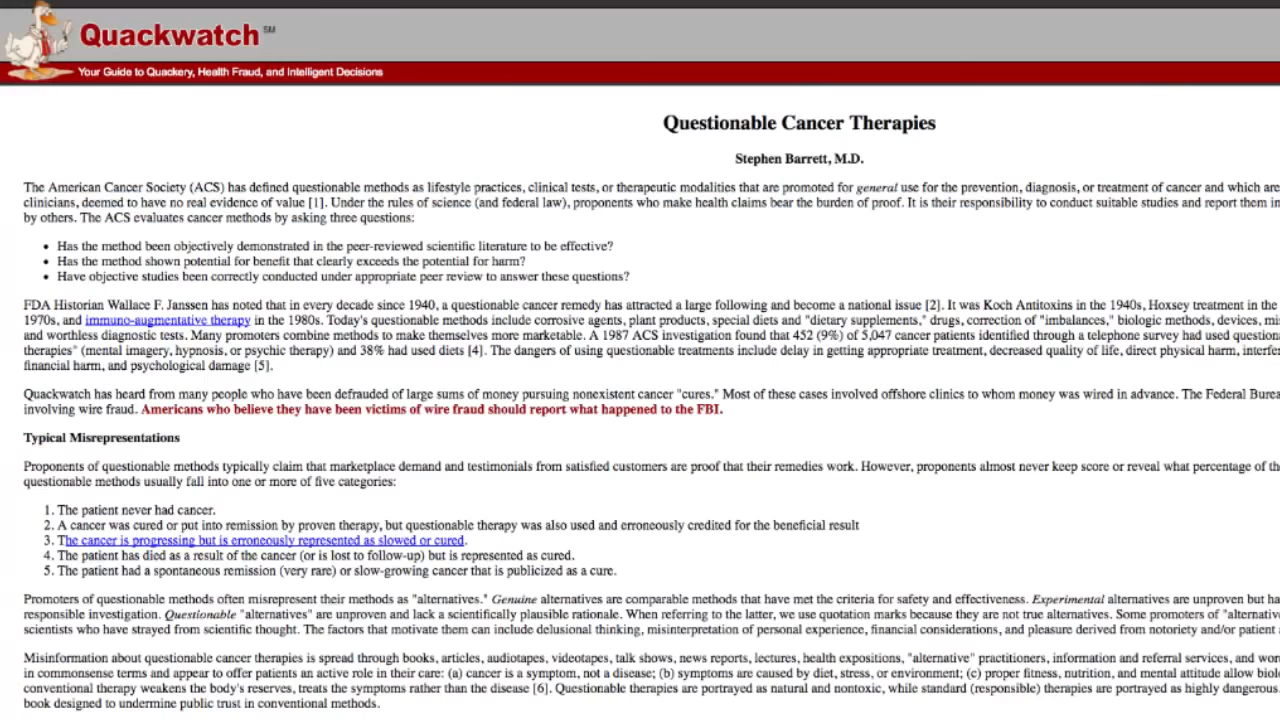 Quackwatch SM
Your Guide to Quackery, Health Fraud, and Intelligent Decisions
Questionable Cancer Therapies
Stephen Barrett, M.D.
The American Cancer Society (ACS) has defined questionable methods as lifestyle practices, clinical tests, or therapeutic modalities that are promoted for general use for the prevention, diagnosis, or treatment of cancer and which are
clinicians, deemed to have no real evidence of value [1]. Under the rules of science (and federal law), proponents who make health claims bear the burden of proof. It is their responsibility to conduct suitable studies and report them in
by others. The ACS evaluates cancer methods by asking three questions:
• Has the method been objectively demonstrated in the peer-reviewed scientific literature to be effective?
• Has the method shown potential for benefit that clearly exceeds the potential for harm?
• Have objective studies been correctly conducted under appropriate peer review to answer these questions?
FDA Historian Wallace F. Janssen has noted that in every decade since 1940, a questionable cancer remedy has attracted a large following and become a national issue [2]. It was Koch Antitoxins in the 1940s, Hoxsey treatment in the
1970s, and immuno-augmentative therapy in the 1980s. Today's questionable methods include corrosive agents, plant products, special diets and "dietary supplements," drugs, correction of "imbalances," biologic methods, devices,
and worthless diagnostic tests. Many promoters combine methods to make themselves more marketable. A 1987 ACS investigation found that 452 (9%) of 5,047 cancer patients identified through a telephone survey had used
therapies" (mental imagery, hypnosis, or psychic therapy) and 38% had used diets [4]. The dangers of using questionable treatments include delay in getting appropriate treatment, decreased quality of life, direct physical harm,
financial harm, and psychological damage [5].
Quackwatch has heard from many people who have been defrauded of large sums of money pursuing nonexistent cancer "cures." Most of these cases involved offshore clinics to whom money was wired in advance. The Federal
involving wire fraud. Americans who believe they have been victims of wire fraud should report what happened to the FBI.
Typical Misrepresentations
Proponents of questionable methods typically claim that marketplace demand and testimonials from satisfied customers are proof that their remedies work. However, proponents almost never keep score or reveal what percentage of
questionable methods usually fall into one or more of five categories:
1. The patient never had cancer.
2. A cancer was cured or put into remission by proven therapy, but questionable therapy was also used and erroneously credited for the beneficial result
3. The cancer is progressing but is erroneously represented as slowed or cured.
4. The patient has died as a result of the cancer (or is lost to follow-up) but is represented as cured.
5. The patient had a spontaneous remission (very rare) or slow-growing cancer that is publicized as a cure.
Promoters of questionable methods often misrepresent their methods as "alternatives." Genuine alternatives are comparable methods that have met the criteria for safety and effectiveness. Experimental alternatives are unproven but
responsible investigation. Questionable "alternatives" are unproven and lack a scientifically plausible rationale. When referring to the latter, we use quotation marks because they are not true alternatives. Some promoters of
scientists who have strayed from scientific thought. The factors that motivate them can include delusional thinking, misinterpretation of personal experience, financial considerations, and pleasure derived from notoriety and/or patient
Misinformation about questionable cancer therapies is spread through books, articles, audiotapes, videotapes, talk shows, news reports, lectures, health expositions, "alternative" practitioners, information and referral services, and
in commonsense terms and appear to offer patients an active role in their care: (a) cancer is a symptom, not a disease; (b) symptoms are caused by diet, stress, or environment; (c) proper fitness, nutrition, and mental attitude allow
conventional therapy weakens the body's reserves, treats the symptoms rather than the disease [6]. Questionable therapies are portrayed as natural and nontoxic, while standard (responsible) therapies are portrayed as highly dangerous.
book designed to undermine public trust in conventional methods.